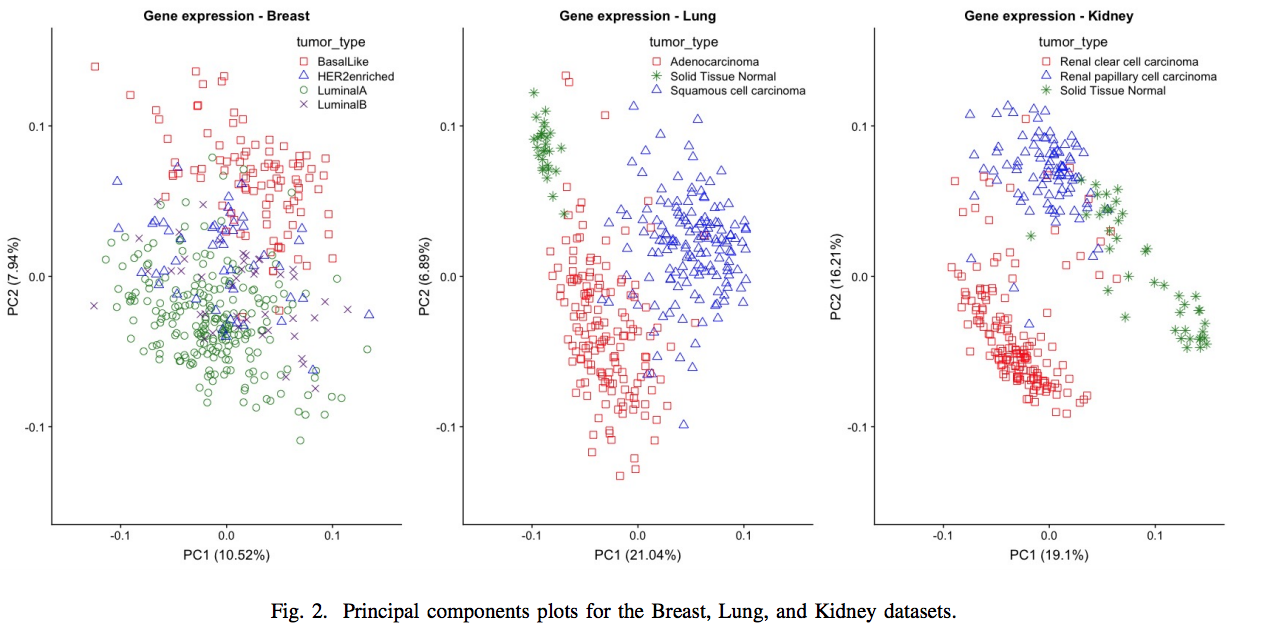 Gene expression - Breast
tumor_type
BasalLike
HER2enriched
LuminalA
LuminalB
0.1
0.0
-0.1
PC2 (7.94%)
-0.1
0.0
0.1
PC1 (10.52%)
Gene expression - Lung
tumor_type
Adenocarcinoma
Solid Tissue Normal
Squamous cell carcinoma
0.1
0.0
-0.1
PC2 (6.89%)
-0.1
0.0
0.1
PC1 (21.04%)
Gene expression - Kidney
tumor_type
Renal clear cell carcinoma
Renal papillary cell carcinoma
Solid Tissue Normal
0.1
0.0
-0.1
PC2 (16.21%)
-0.1
0.0
0.1
PC1 (19.1%)
Fig. 2. Principal components plots for the Breast, Lung, and Kidney datasets.